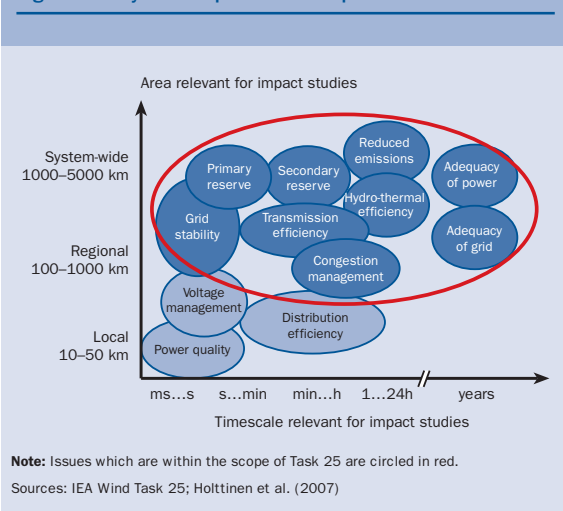 Area relevant for impact studies
System-wide
1000–5000 km
Regional
100–1000 km
Local
10–50 km
Primary
reserve
Secondary
reserve
Reduced
emissions
Adequacy
of power
Hydro-thermal
efficiency
Grid
stability
Transmission
efficiency
Adequacy
of grid
Congestion
management
Voltage
management
Distribution
efficiency
Power quality
ms...s
s...min
min...h
1...24h
years
Timescale relevant for impact studies
Note: Issues which are within the scope of Task 25 are circled in red.
Sources: IEA Wind Task 25; Holttinen et al. (2007)